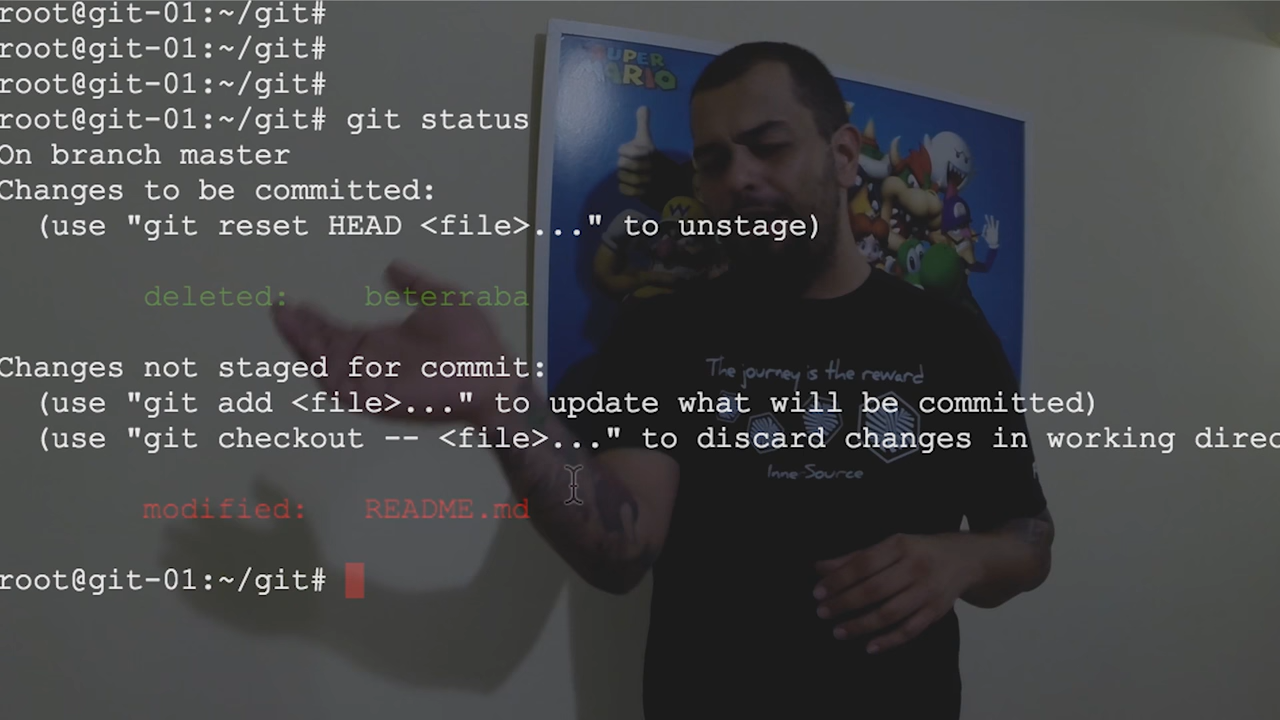 root@git-01:~/git#
root@git-01:~/git#
root@git-01:~/git#
root@git-01:~/git# git status
On branch master
Changes to be committed:
(use "git reset HEAD <file>..." to unstage)
deleted: beterraba
Changes not staged for commit:
(use "git add <file>..." to update what will be committed)
(use "git checkout -- <file>..." to discard changes in working direc
modified: README.md
root@git-01:~/git#
SUPER
MARIO
The journey is the reward
InnerSource